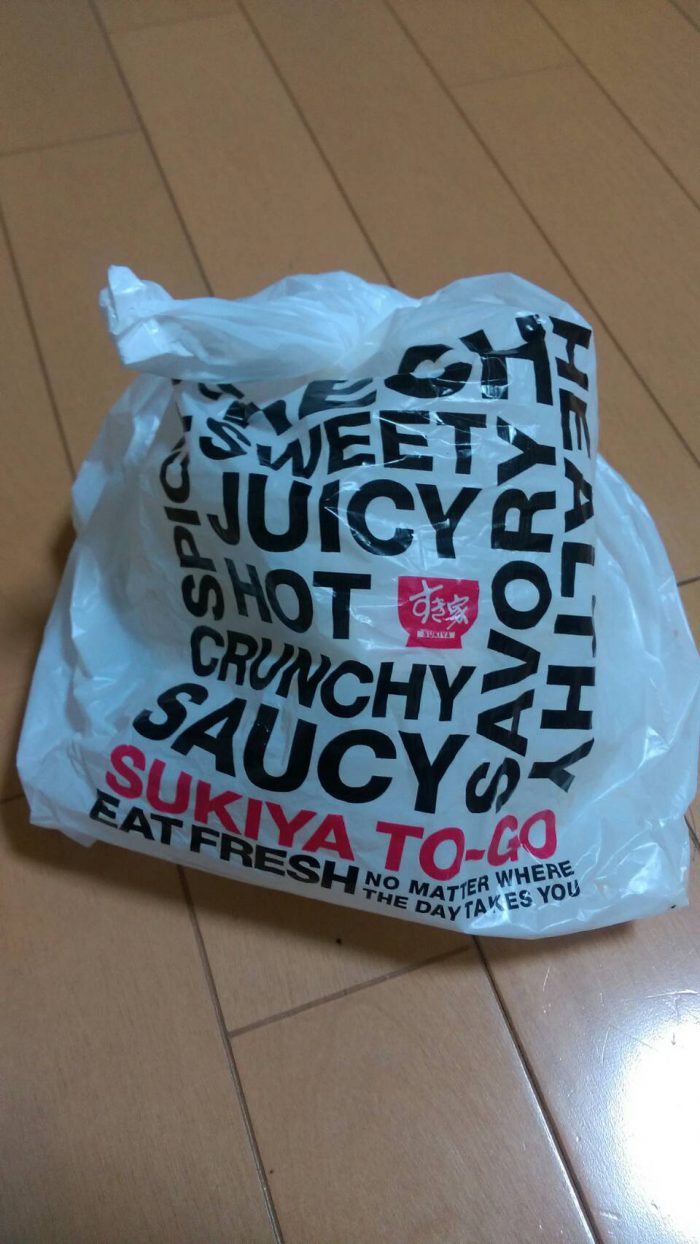 SWEET
JUICY
HOT
すき家
SUKIYA
CRUNCHY
SAUCY
SAVORY
HEALTHY
SUKIYA TO-GO
EAT FRESH NO MATTER WHERE
THE DAY TAKES YOU